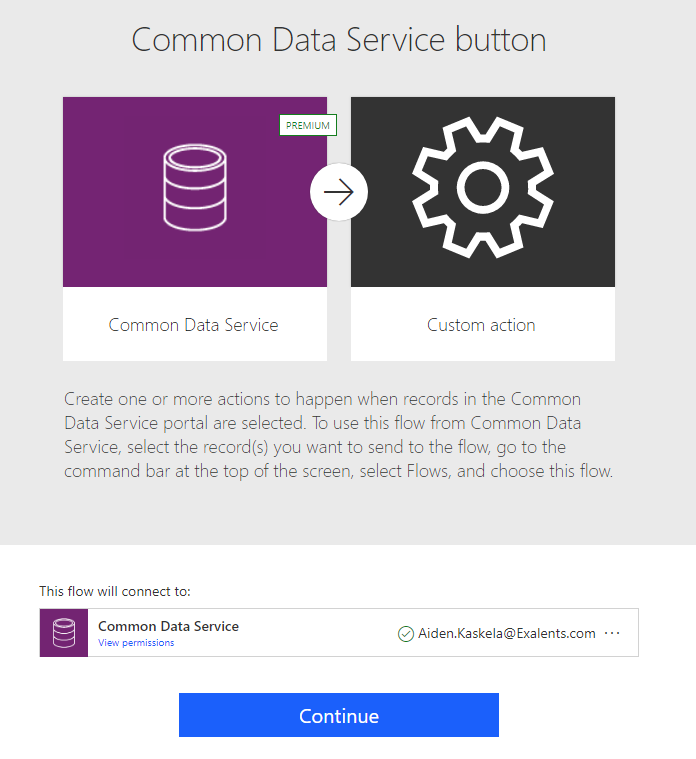 Common Data Service button
PREMIUM
Common Data Service
Custom action
Create one or more actions to happen when records in the Common
Data Service portal are selected. To use this flow from Common Data
Service, select the record(s) you want to send to the flow, go to the
command bar at the top of the screen, select Flows, and choose this flow.
This flow will connect to:
Common Data Service
View permissions
Aiden.Kaskela@Exalents.com ...
Continue